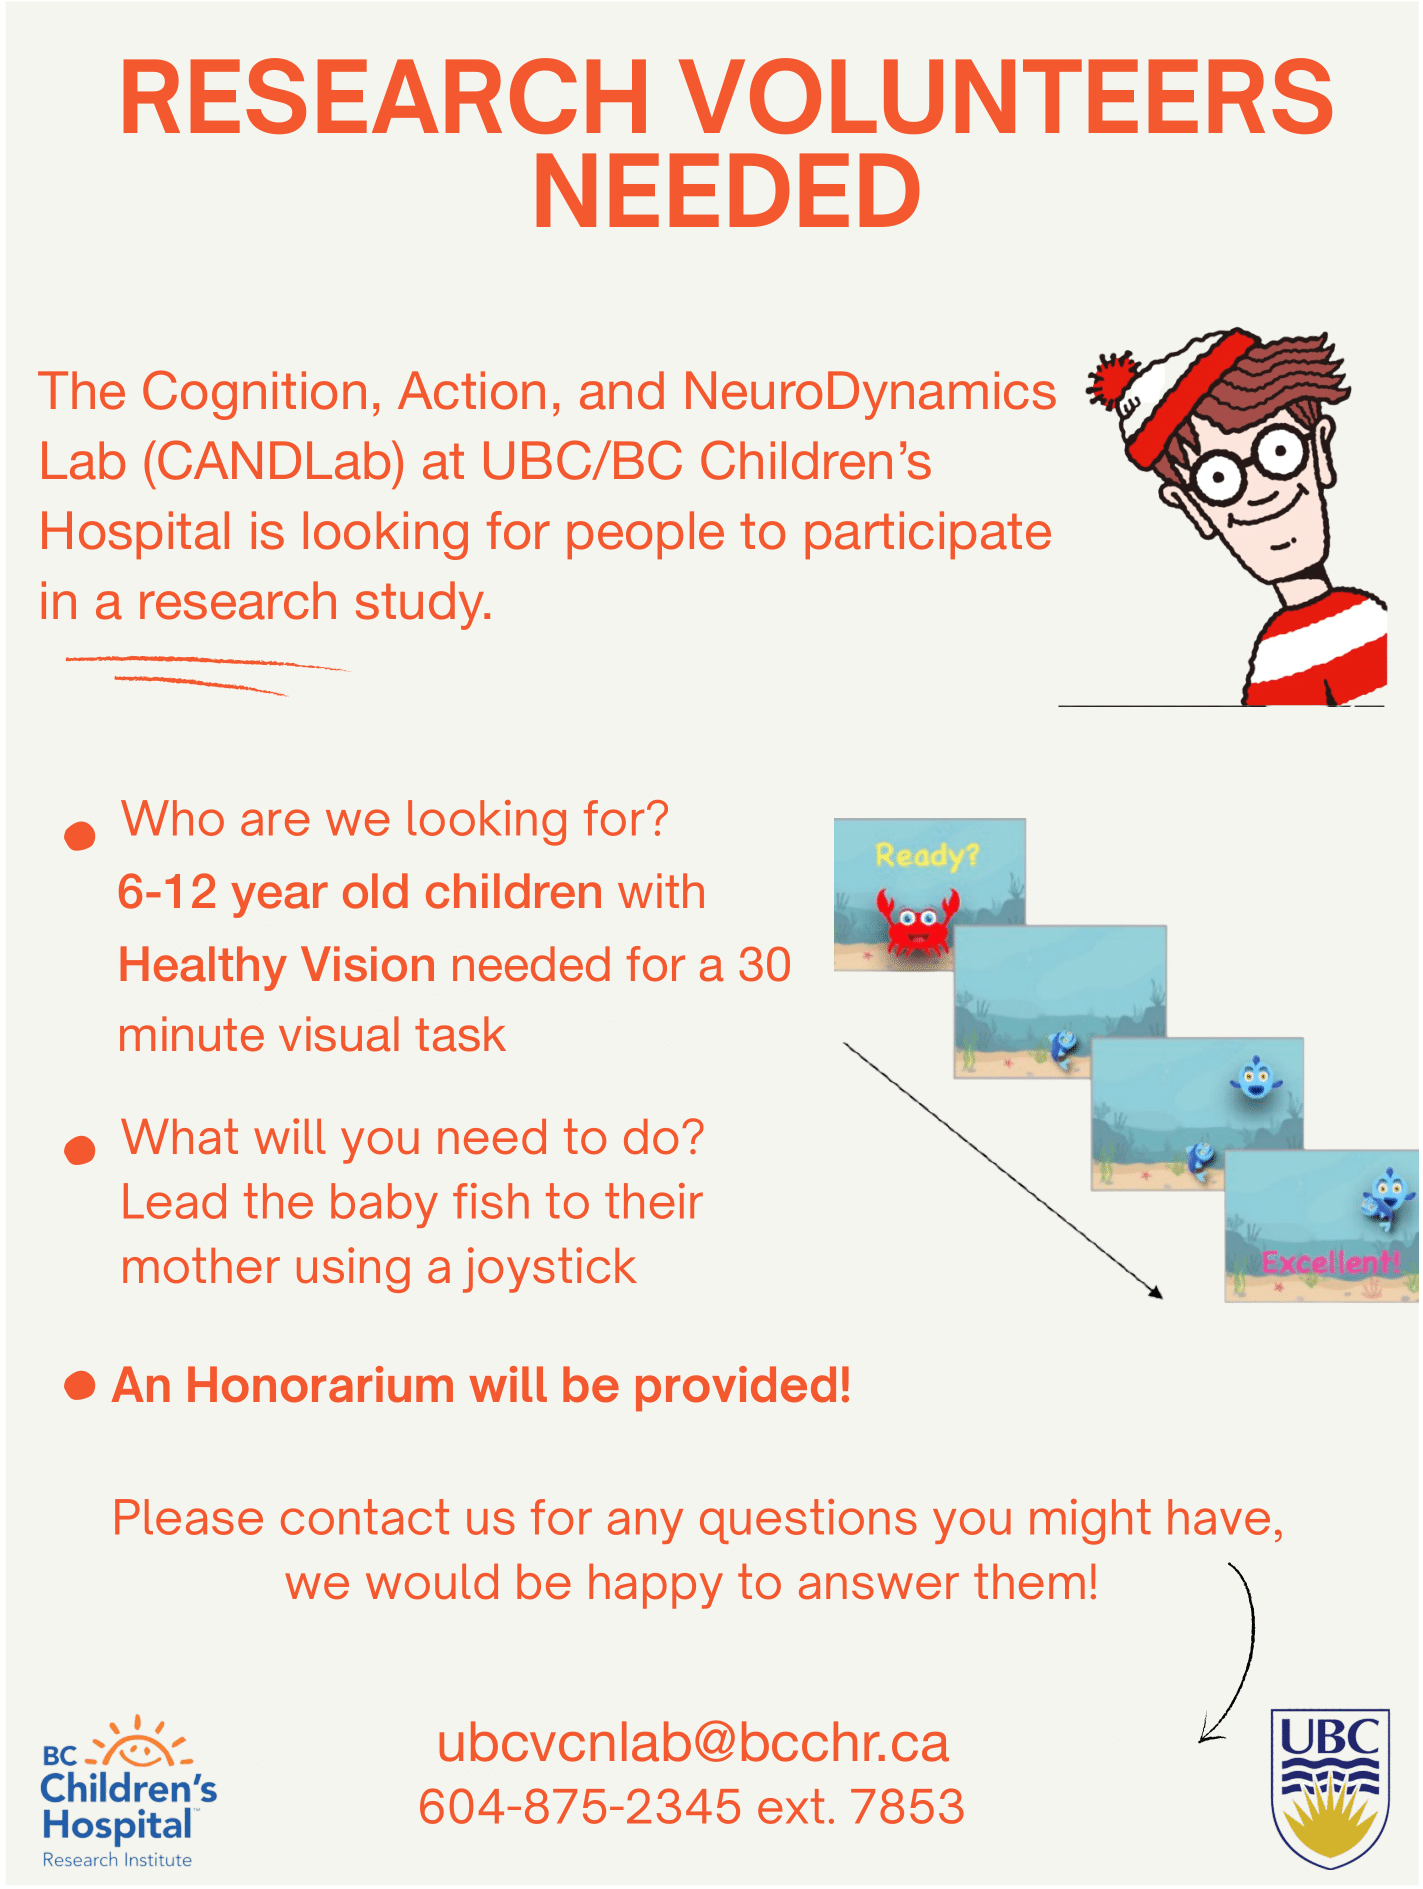 RESEARCH VOLUNTEERS
NEEDED
The Cognition, Action, and NeuroDynamics
Lab (CANDLab) at UBC/BC Children’s
Hospital is looking for people to participate
in a research study.
Who are we looking for?
6-12 year old children with
Healthy Vision needed for a 30
minute visual task
Ready?
What will you need to do?
Lead the baby fish to their
mother using a joystick
Excellent!
An Honorarium will be provided!
Please contact us for any questions you might have,
we would be happy to answer them!
BC
Children’s
Hospital™
Research Institute
ubcvcnlab@bcchr.ca
604-875-2345 ext. 7853
UBC